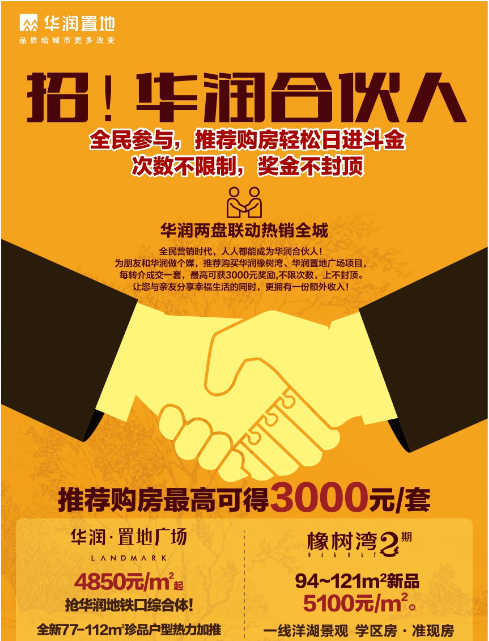 华润置地
品质给城市更多改变
招！华润合伙人
全民参与，推荐购房轻松日进斗金
次数不限制，奖金不封顶
华润两盘联动热销全城
全民营销时代，人人都能成为华润合伙人！
为朋友和华润做个媒，推荐购买华润橡树湾、华润置地广场项目，
每转介成交一套，最高可获3000元奖励，不限次数，上不封顶。
让您与亲友分享幸福生活的同时，更拥有一份额外收入！
推荐购房最高可得3000元/套
华润·置地广场
LANDMARK
4850元/m²起
抢华润地铁口综合体！
全新77-112m²珍品户型热力加推
橡树湾2期
94~121m²新品
5100元/m²
一线洋湖景观 学区房·准现房